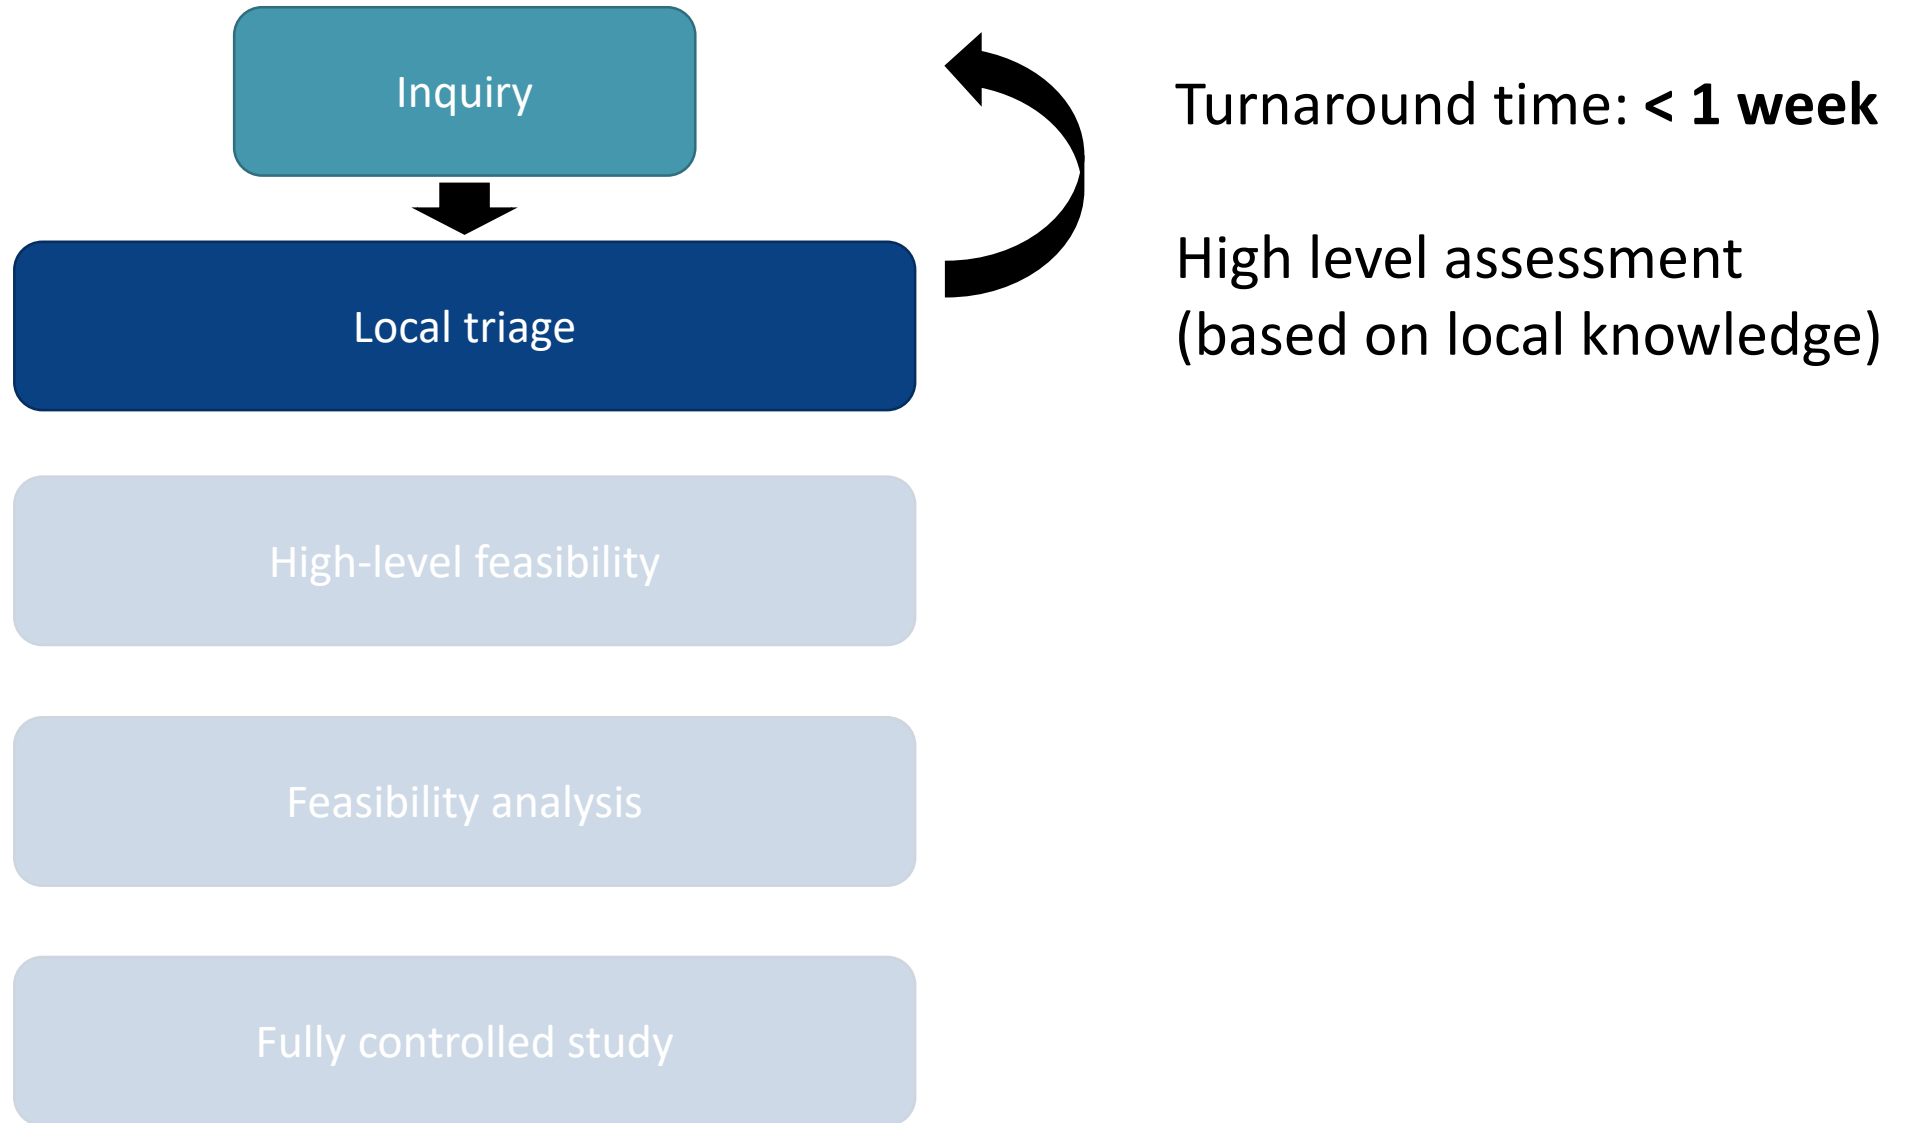 Inquiry
Turnaround time: < 1 week
Local triage
High level assessment
(based on local knowledge)
High-level feasibility
Feasibility analysis
Fully controlled study